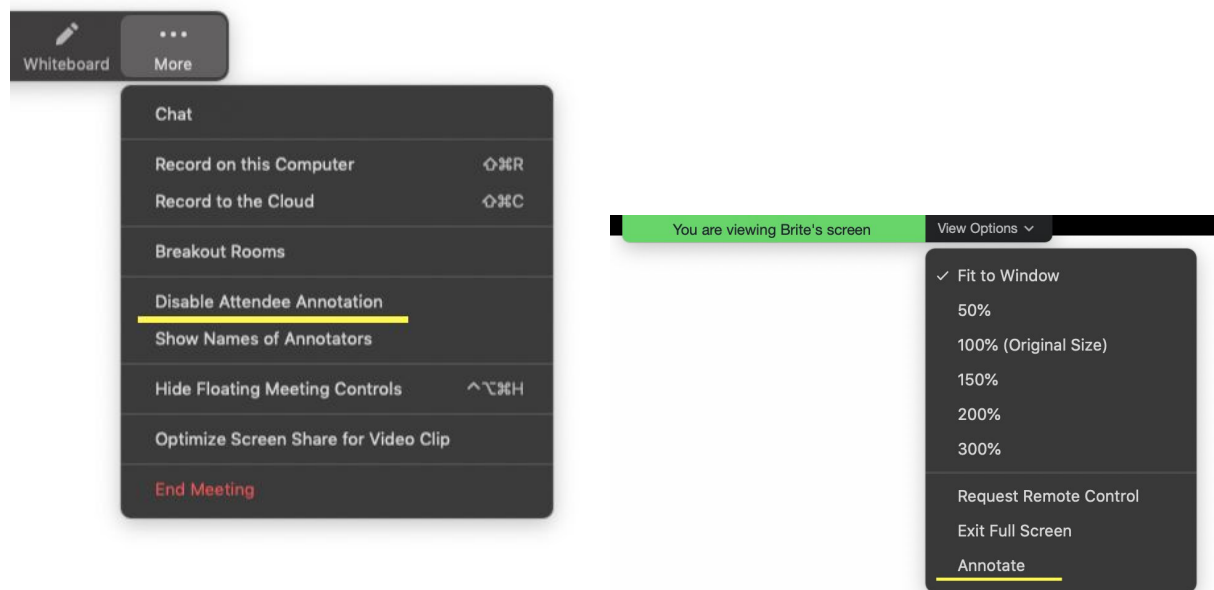 Whiteboard
More
Chat
Record on this Computer ⇧⌘R
Record to the Cloud ⇧⌘C
Breakout Rooms
Disable Attendee Annotation
Show Names of Annotators
Hide Floating Meeting Controls ^⌥⌘H
Optimize Screen Share for Video Clip
End Meeting
You are viewing Brite's screen
View Options
✓ Fit to Window
50%
100% (Original Size)
150%
200%
300%
Request Remote Control
Exit Full Screen
Annotate